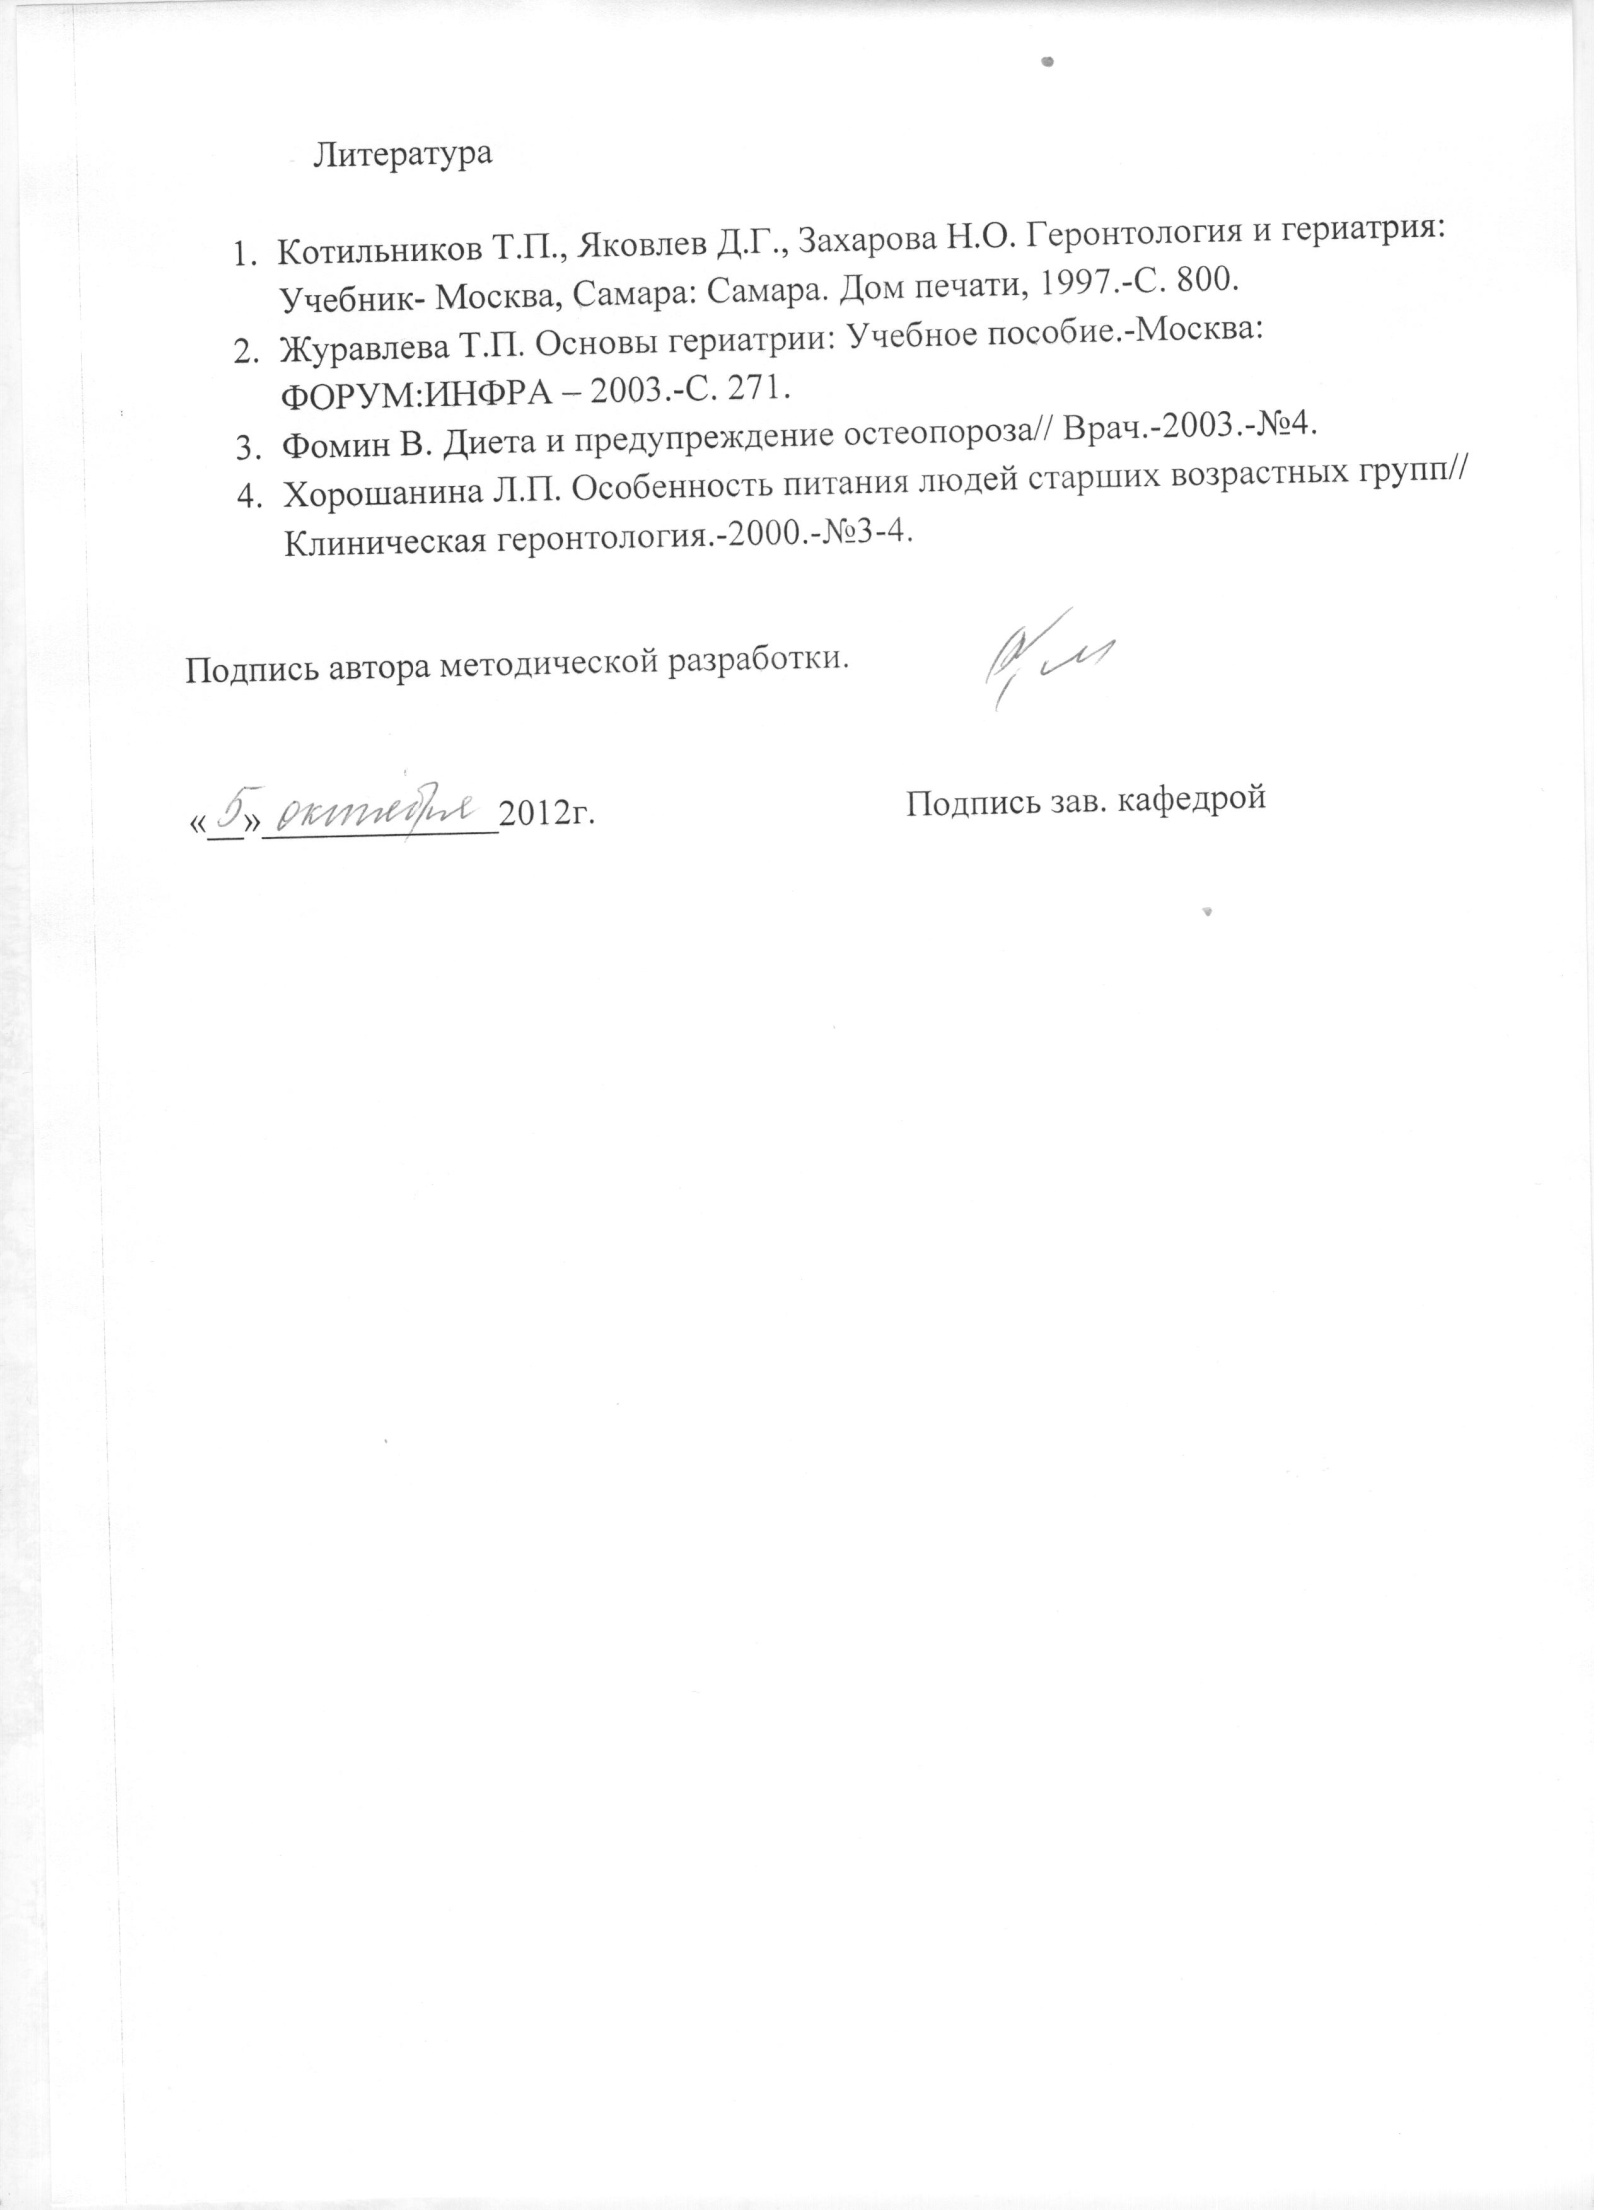 Литература
1. Котильников Т.П., Яковлев Д.Г., Захарова Н.О. Геронтология и гериатрия:
Учебник- Москва, Самара: Самара. Дом печати, 1997.-С. 800.
2. Журавлева Т.П. Основы гериатрии: Учебное пособие.-Москва:
ФОРУМ:ИНФРА – 2003.-С. 271.
3. Фомин В. Диета и предупреждение остеопороза// Врач.-2003.-№4.
4. Хорошанина Л.П. Особенность питания людей старших возрастных групп//
Клиническая геронтология.-2000.-№3-4.
Подпись автора методической разработки.
«5» октября 2012г. Подпись зав. кафедрой